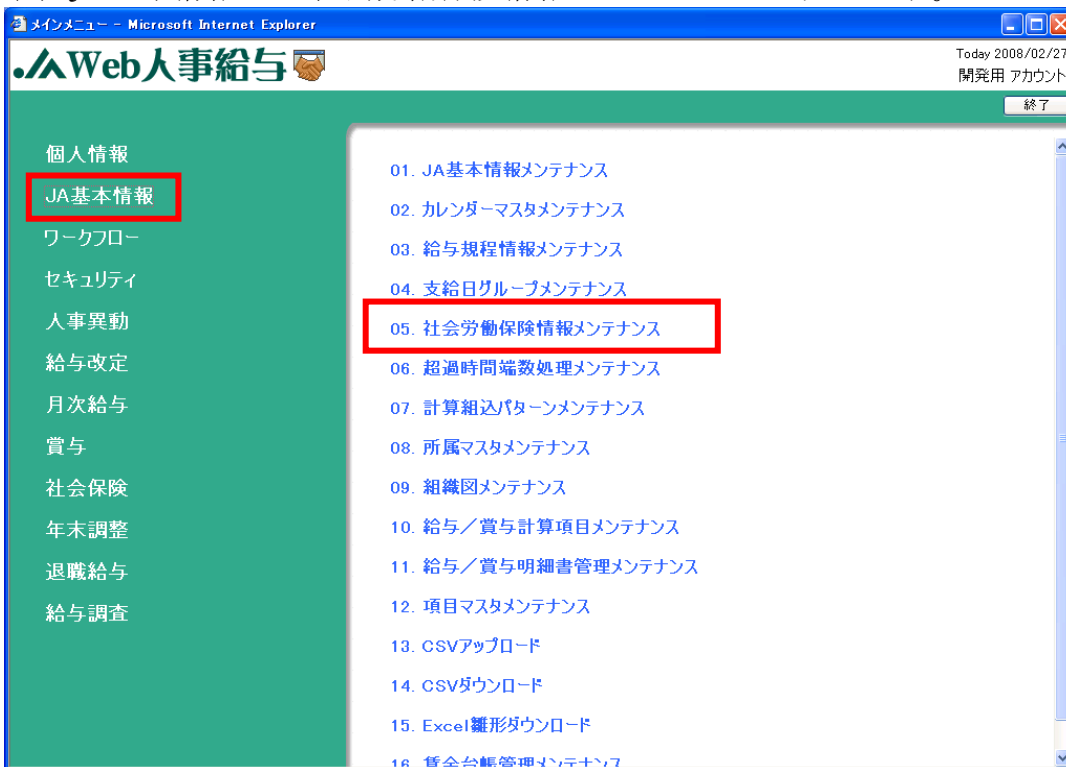 メインメニュー - Microsoft Internet Explorer
Web人事給与
Today 2008/02/27
開発用 アカウント
終了
個人情報
JA基本情報
ワークフロー
セキュリティ
人事異動
給与改定
月次給与
賞与
社会保険
年末調整
退職給与
給与調査
01. JA基本情報メンテナンス
02. カレンダーマスタメンテナンス
03. 給与規程情報メンテナンス
04. 支給日グループメンテナンス
05. 社会労働保険情報メンテナンス
06. 超過時間端数処理メンテナンス
07. 計算組込パターンメンテナンス
08. 所属マスタメンテナンス
09. 組織図メンテナンス
10. 給与／賞与計算項目メンテナンス
11. 給与／賞与明細書管理メンテナンス
12. 項目マスタメンテナンス
13. CSVアップロード
14. CSVダウンロード
15. Excel雛形ダウンロード
16. 賃金台帳管理メンテナンス